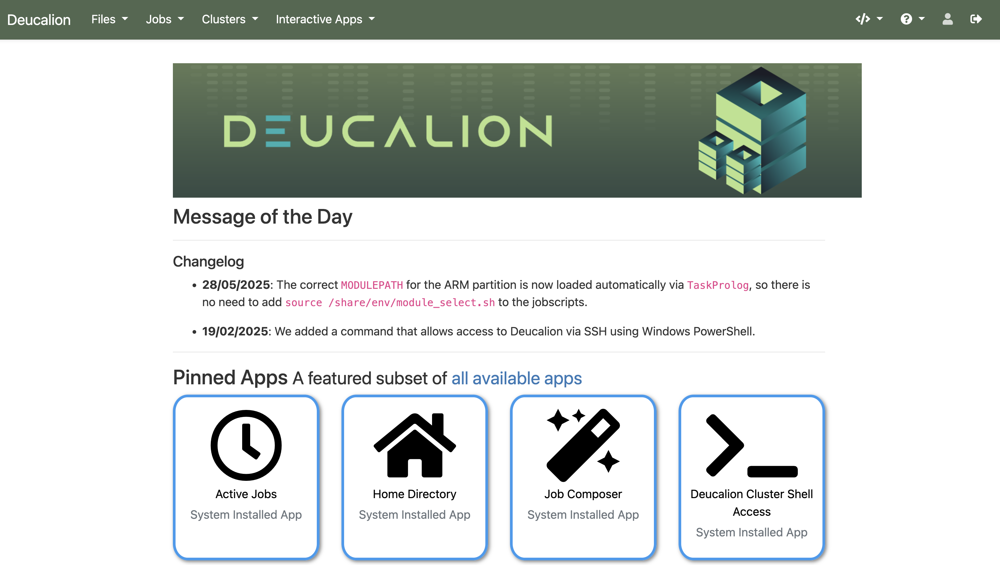 Deucalion Files Jobs Clusters Interactive Apps
DEUCALION
Message of the Day
Changelog
• 28/05/2025: The correct MODULEPATH for the ARM partition is now loaded automatically via TaskProlog, so there is
no need to add source /share/env/module_select.sh to the jobscripts.
• 19/02/2025: We added a command that allows access to Deucalion via SSH using Windows PowerShell.
Pinned Apps A featured subset of all available apps
Active Jobs
System Installed App
Home Directory
System Installed App
Job Composer
System Installed App
Deucalion Cluster Shell
Access
System Installed App